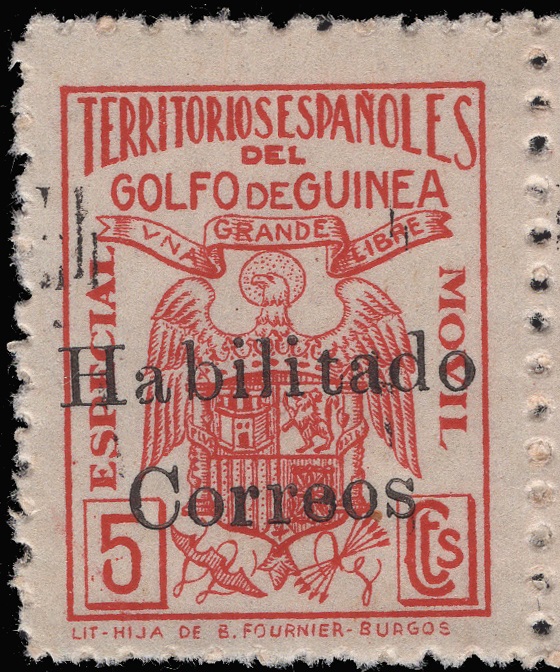 TERRITORIOS ESPAÑOLES
DEL
GOLFO DE GUINEA
VNA GRANDE LIBRE
ESPECIAL
MOVIL
Habilitado
Correos
5 Cts
LIT-HIJA DE B. FOURNIER-BURGOS